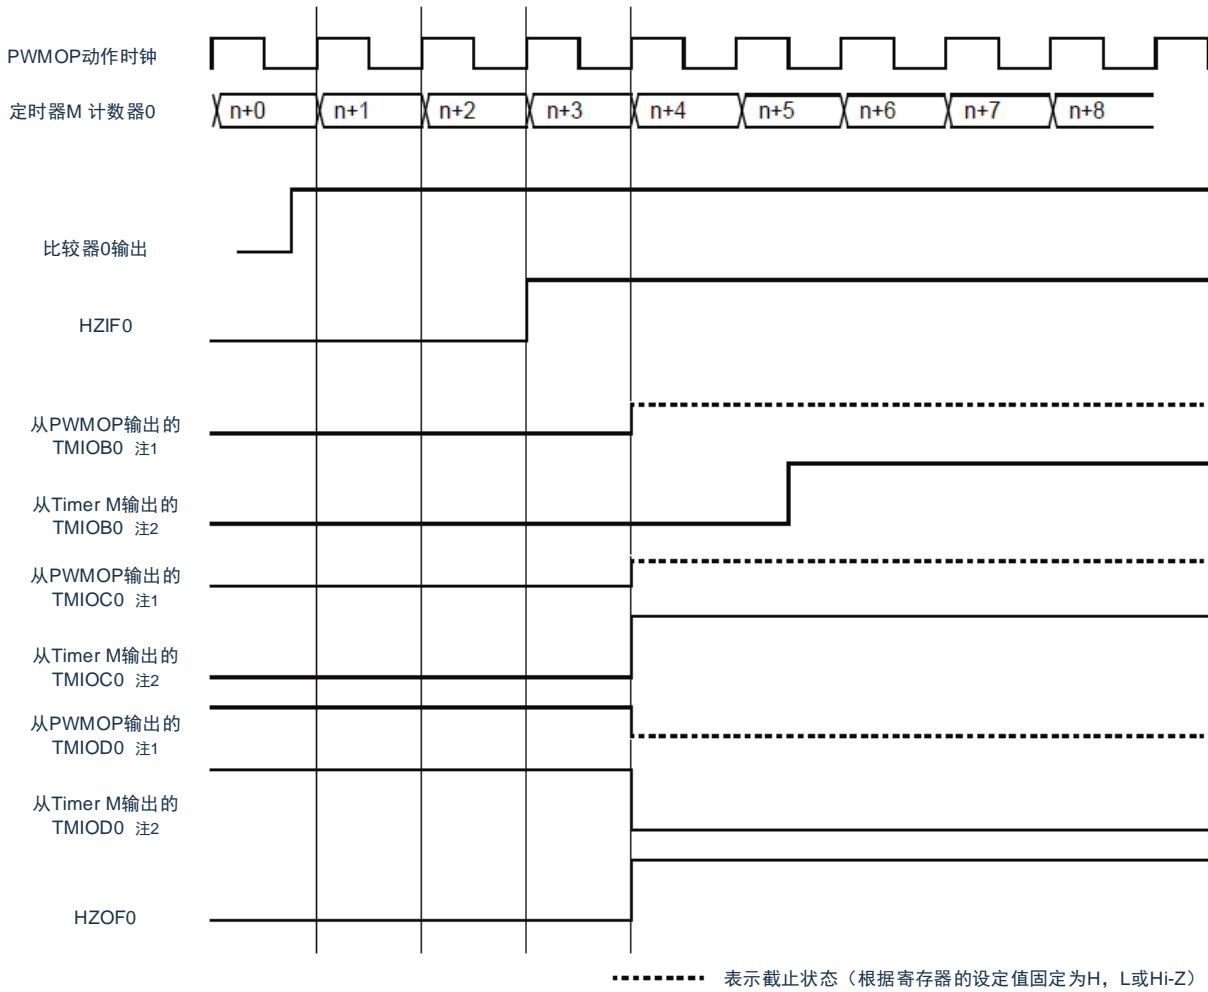 PWMOP动作时钟
定时器M 计数器0
n+0 n+1 n+2 n+3 n+4 n+5 n+6 n+7 n+8
比较器0输出
HZIF0
从PWMOP输出的
TMIOB0 注1
从Timer M输出的
TMIOB0 注2
从PWMOP输出的
TMIOC0 注1
从Timer M输出的
TMIOC0 注2
从PWMOP输出的
TMIOD0 注1
从Timer M输出的
TMIOD0 注2
HZOF0
表示截止状态（根据寄存器的设定值固定为H，L或Hi-Z）